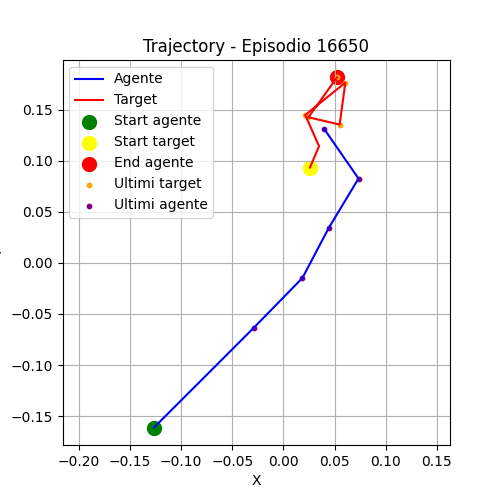 Trajectory - Episodio 16650
Agente
Target
Start agente
Start target
End agente
Ultimi target
Ultimi agente
0.15
0.10
0.05
0.00
−0.05
−0.10
−0.15
−0.20 −0.15 −0.10 −0.05 0.00 0.05 0.10 0.15
X